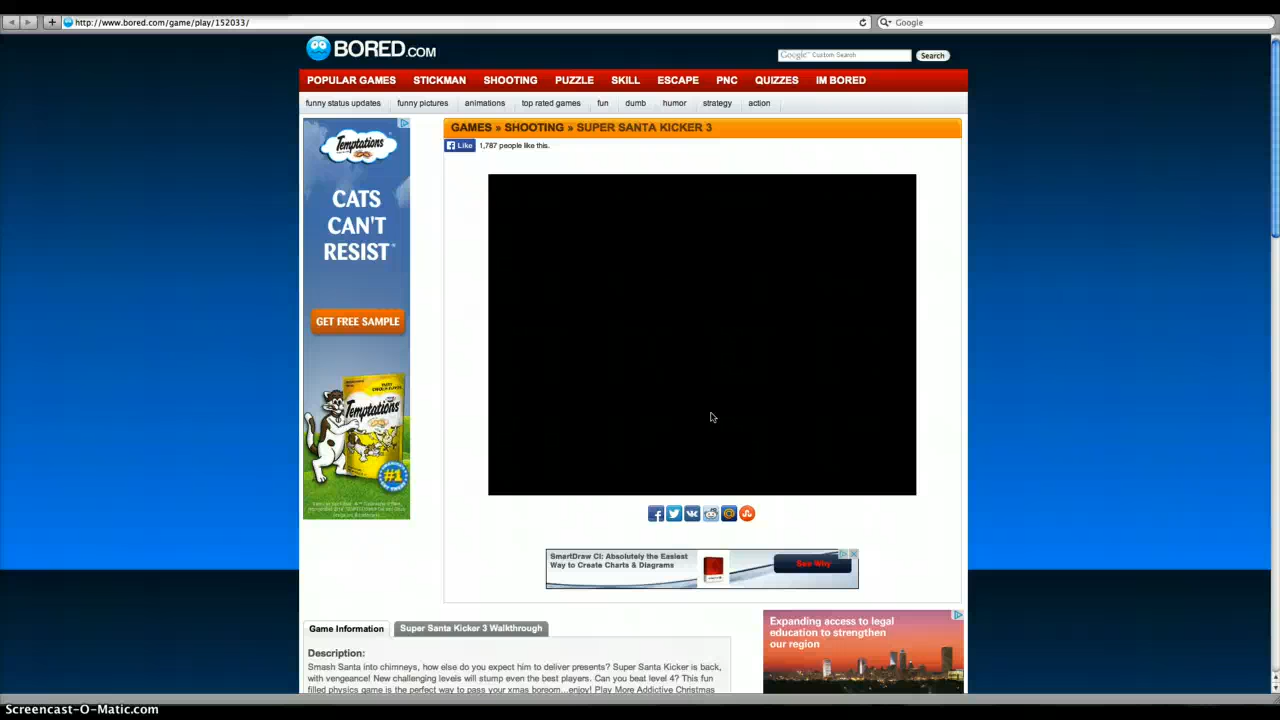 http://www.bored.com/game/play/152033/
Google
BORED.COM
Google™ Custom Search
Search
POPULAR GAMES STICKMAN SHOOTING PUZZLE SKILL ESCAPE PNC QUIZZES IM BORED
funny status updates funny pictures animations top rated games fun dumb humor strategy action
Temptations
CATS
CAN'T
RESIST
GET FREE SAMPLE
Temptations
#1
GAMES » SHOOTING » SUPER SANTA KICKER 3
Like 1,787 people like this.
SmartDraw CI: Absolutely the Easiest
Way to Create Charts & Diagrams
See Why
Game Information Super Santa Kicker 3 Walkthrough
Description:
Smash Santa into chimneys, how else do you expect him to deliver presents? Super Santa Kicker is back,
with vengeance! New challenging levels will stump even the best players. Can you beat level 4? This fun
filled physics game is the perfect way to pass your xmas boreom...enjoy! Play More Addictive Christmas
Expanding access to legal
education to strengthen
our region
Screencast-O-Matic.com